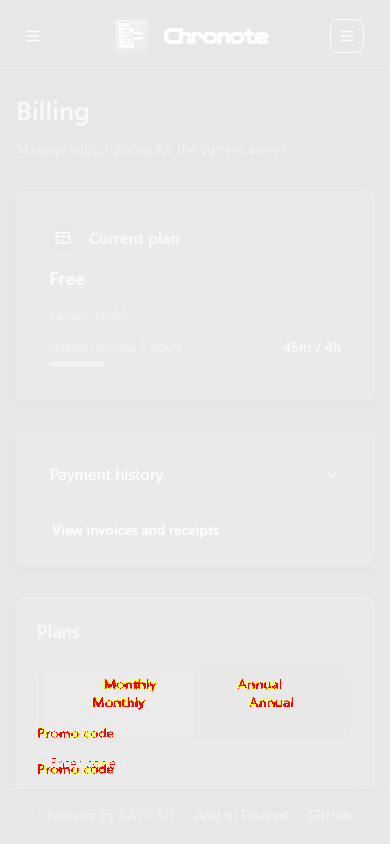 Chronote
Billing
Manage subscriptions for the current server.
Current plan
Free
Server: DDM
Usage (rolling 7 days) 45m / 4h
Payment history
View invoices and receipts
Plans
Monthly Annual
Monthly Annual
Promo code
Promo code
Chronote by BASICBIT Add to Discord GitHub